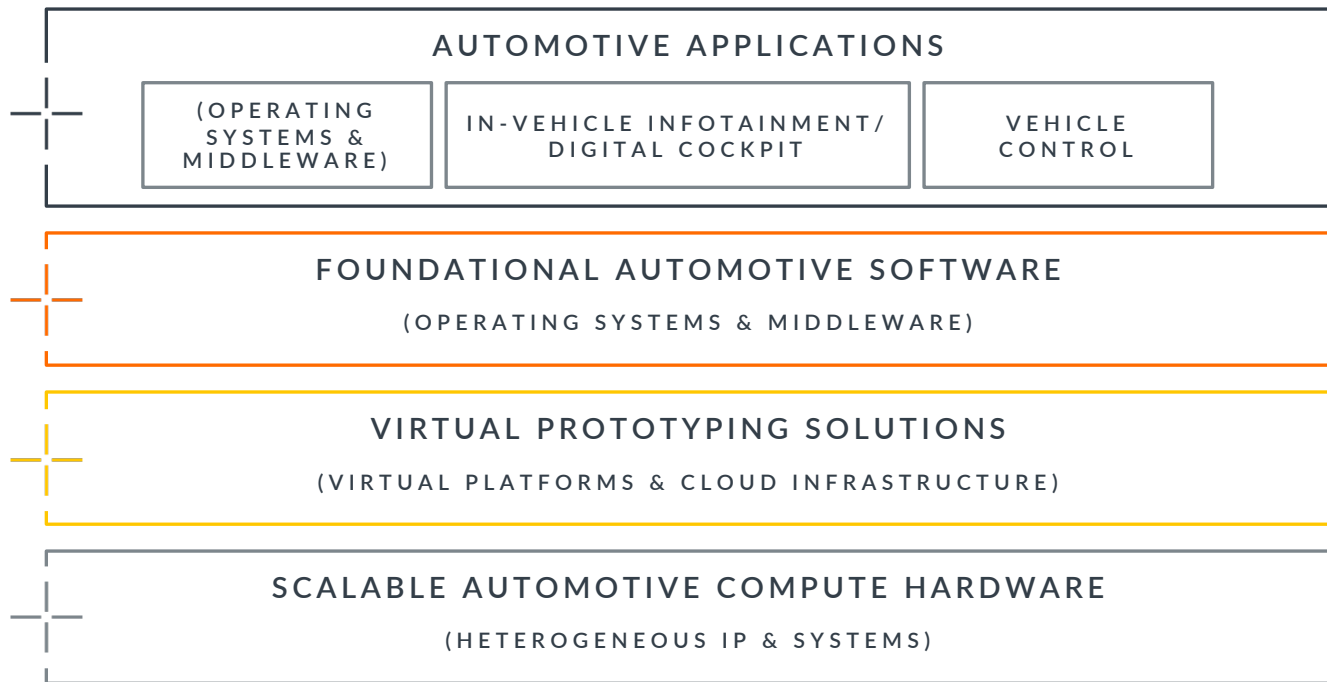 AUTOMOTIVE APPLICATIONS
(OPERATING
SYSTEMS &
MIDDLEWARE)
IN-VEHICLE INFOTAINMENT/
DIGITAL COCKPIT
VEHICLE
CONTROL
FOUNDATIONAL AUTOMOTIVE SOFTWARE
(OPERATING SYSTEMS & MIDDLEWARE)
VIRTUAL PROTOTYPING SOLUTIONS
(VIRTUAL PLATFORMS & CLOUD INFRASTRUCTURE)
SCALABLE AUTOMOTIVE COMPUTE HARDWARE
(HETEROGENEOUS IP & SYSTEMS)